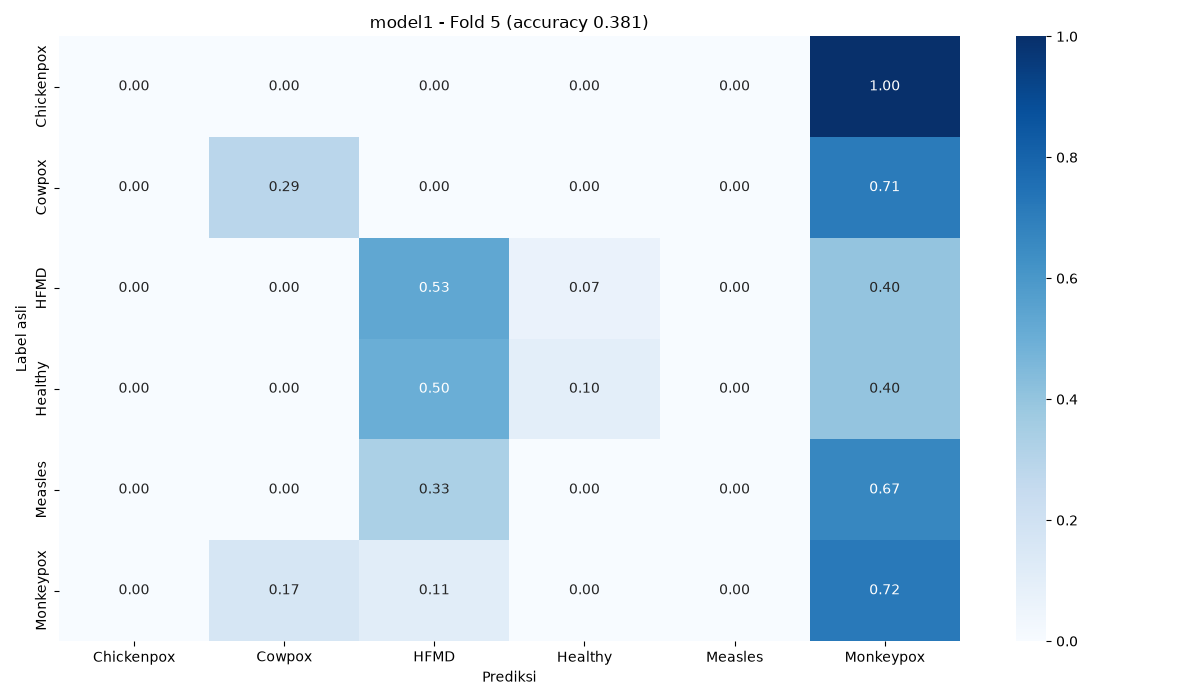 model1 - Fold 5 (accuracy 0.381)
Label asli
Chickenpox 0.00 0.00 0.00 0.00 0.00 1.00
Cowpox 0.00 0.29 0.00 0.00 0.00 0.71
HFMD 0.00 0.00 0.53 0.07 0.00 0.40
Healthy 0.00 0.00 0.50 0.10 0.00 0.40
Measles 0.00 0.00 0.33 0.00 0.00 0.67
Monkeypox 0.00 0.17 0.11 0.00 0.00 0.72
Chickenpox Cowpox HFMD Healthy Measles Monkeypox
Prediksi
1.0
0.8
0.6
0.4
0.2
0.0